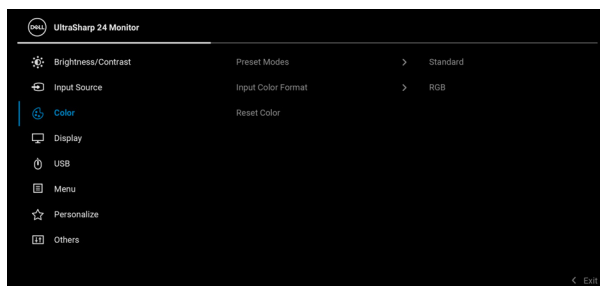 DELL UltraSharp 24 Monitor
Brightness/Contrast Preset Modes > Standard
Input Source Input Color Format > RGB
Color Reset Color
Display
USB
Menu
Personalize
Others
< Exit